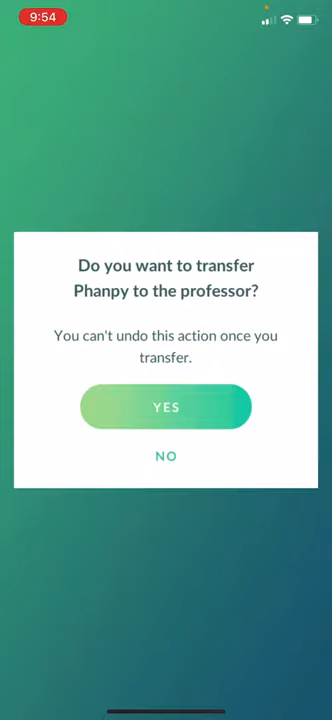 9:54
Do you want to transfer
Phanpy to the professor?
You can't undo this action once you
transfer.
YES
NO